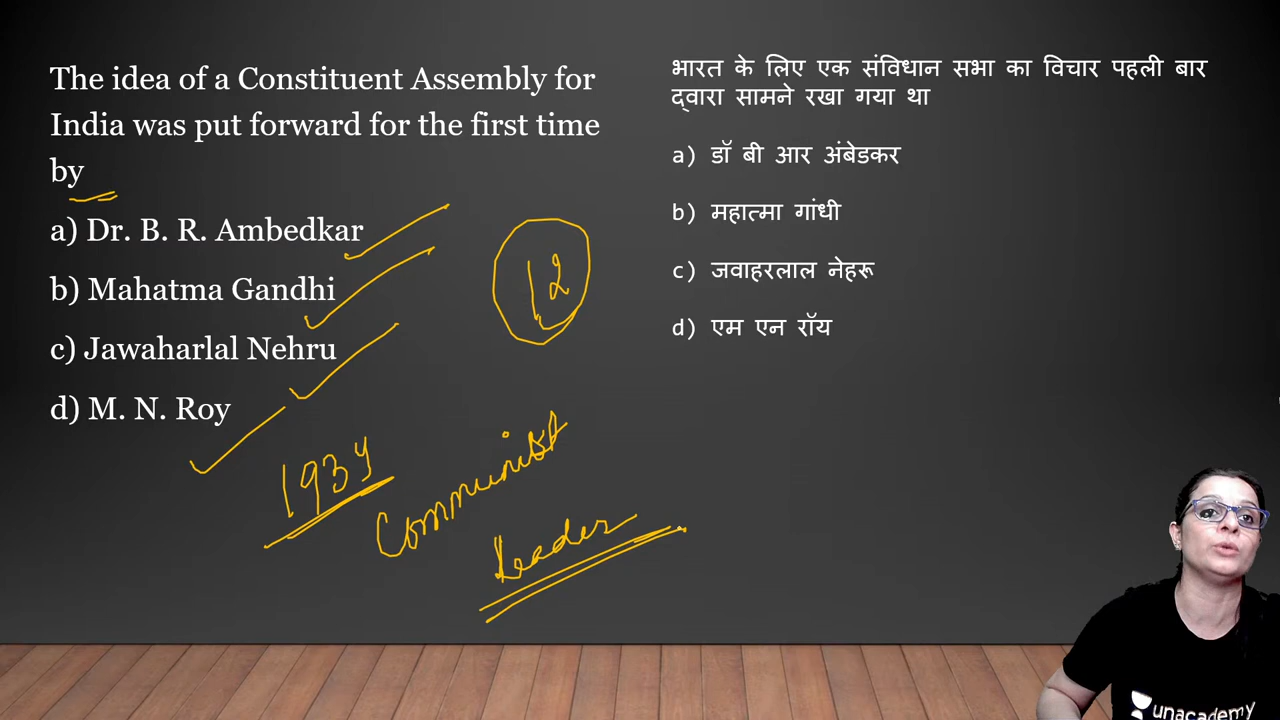 The idea of a Constituent Assembly for
India was put forward for the first time
by
a) Dr. B. R. Ambedkar
b) Mahatma Gandhi
c) Jawaharlal Nehru
d) M. N. Roy
12
1934
Communist
Leader
भारत के लिए एक संविधान सभा का विचार पहली बार
द्वारा सामने रखा गया था
a) डॉ बी आर अंबेडकर
b) महात्मा गांधी
c) जवाहरलाल नेहरू
d) एम एन रॉय
unacademy